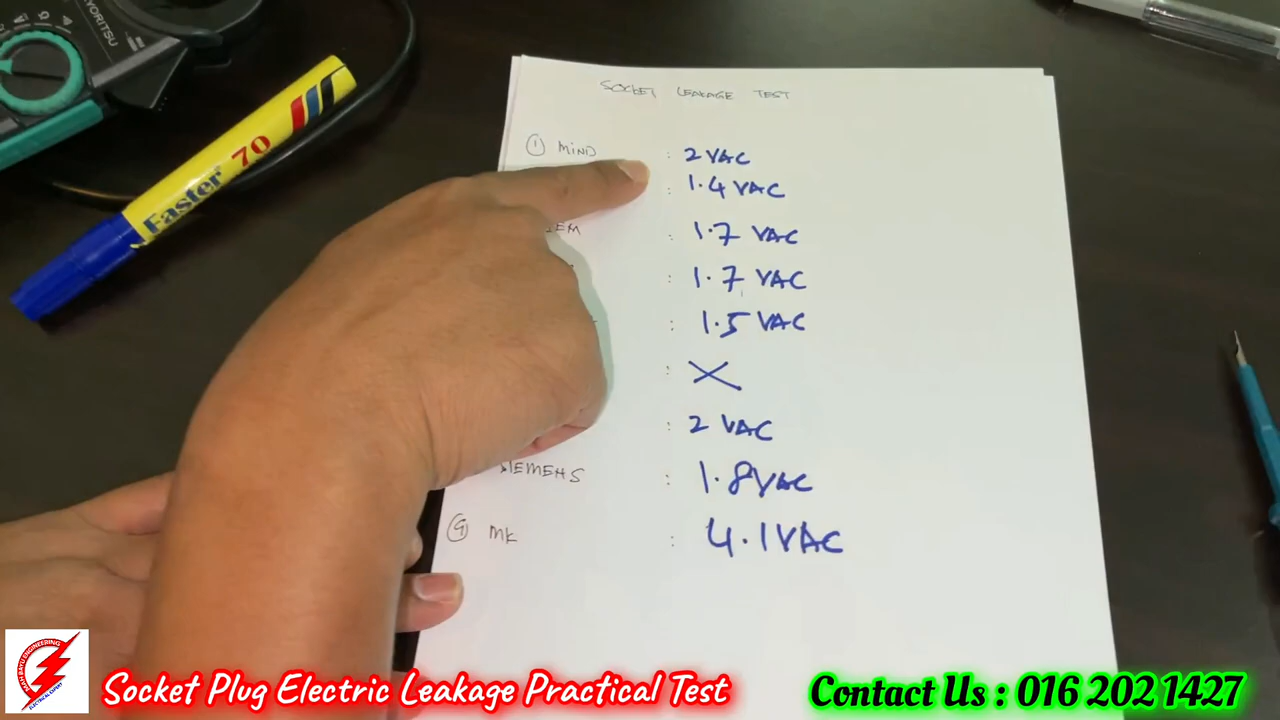 KYORITSU
Faster 70
SOCKET LEAKAGE TEST
① MIND : 2 VAC
: 1.4 VAC
: 1.7 VAC
: 1.7 VAC
: 1.5 VAC
: X
: 2 VAC
SIEMEHS : 1.8 VAC
⑨ MK : 4.1 VAC
Socket Plug Electric Leakage Practical Test
Contact Us : 016 202 1427